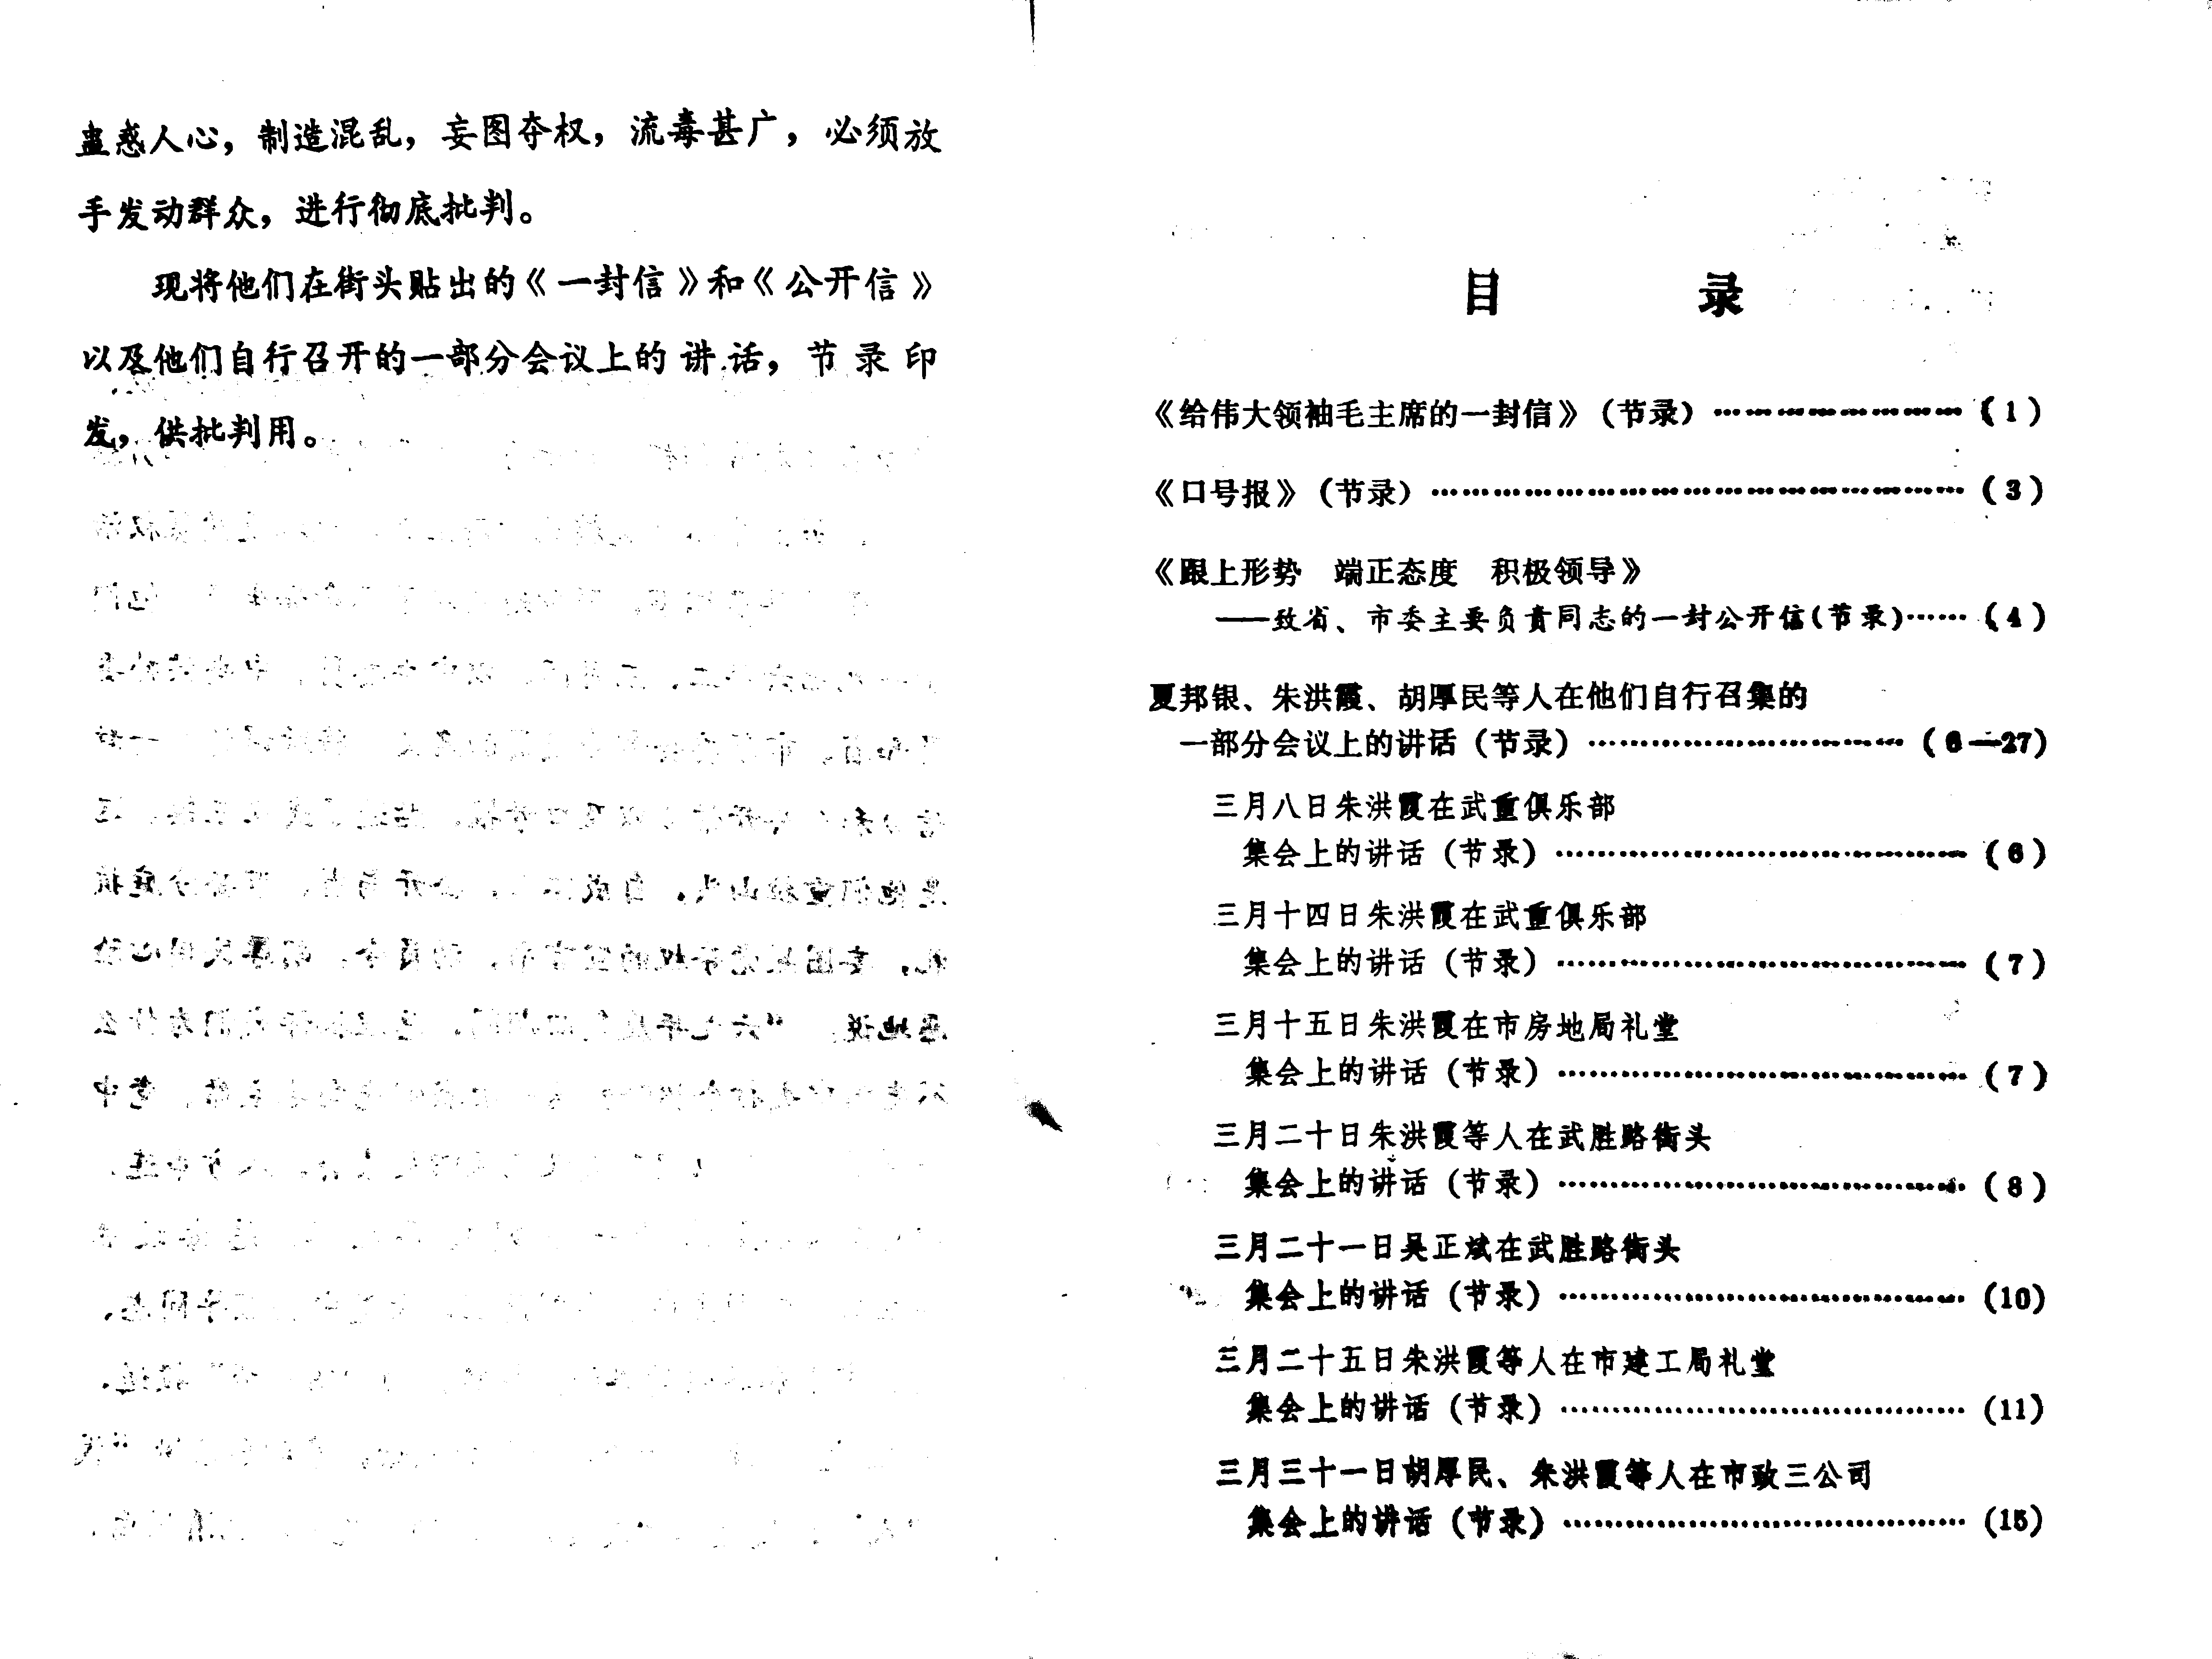 蛊惑人心，制造混乱，妄图夺权，流毒甚广，必须放
手发动群众，进行彻底批判。
现将他们在街头贴出的《一封信》和《公开信》
以及他们自行召开的一部分会议上的讲话，节录印
发，供批判用。
目 录
《给伟大领袖毛主席的一封信》（节录）……………………（1）
《口号报》（节录）………………………………………………（3）
《跟上形势　端正态度　积极领导》
——致省、市委主要负责同志的一封公开信（节录）……（4）
夏邦银、朱洪霞、胡厚民等人在他们自行召集的
一部分会议上的讲话（节录）……………………………（6—27）
三月八日朱洪霞在武重俱乐部
集会上的讲话（节录）……………………………………（6）
三月十四日朱洪霞在武重俱乐部
集会上的讲话（节录）……………………………………（7）
三月十五日朱洪霞在市房地局礼堂
集会上的讲话（节录）……………………………………（7）
三月二十日朱洪霞等人在武胜路街头
集会上的讲话（节录）……………………………………（8）
三月二十一日吴正斌在武胜路街头
集会上的讲话（节录）……………………………………（10）
三月二十五日朱洪霞等人在市建工局礼堂
集会上的讲话（节录）……………………………………（11）
三月三十一日胡厚民、朱洪霞等人在市政三公司
集会上的讲话（节录）……………………………………（15）